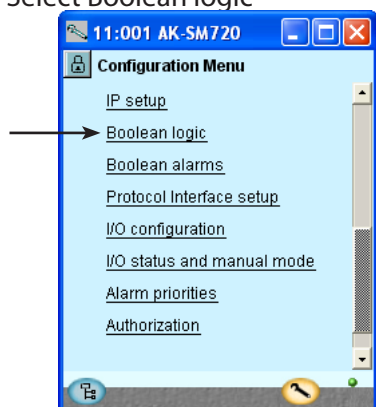 Select Boolean logic
11:001 AK-SM720
Configuration Menu
IP setup
Boolean logic
Boolean alarms
Protocol Interface setup
I/O configuration
I/O status and manual mode
Alarm priorities
Authorization